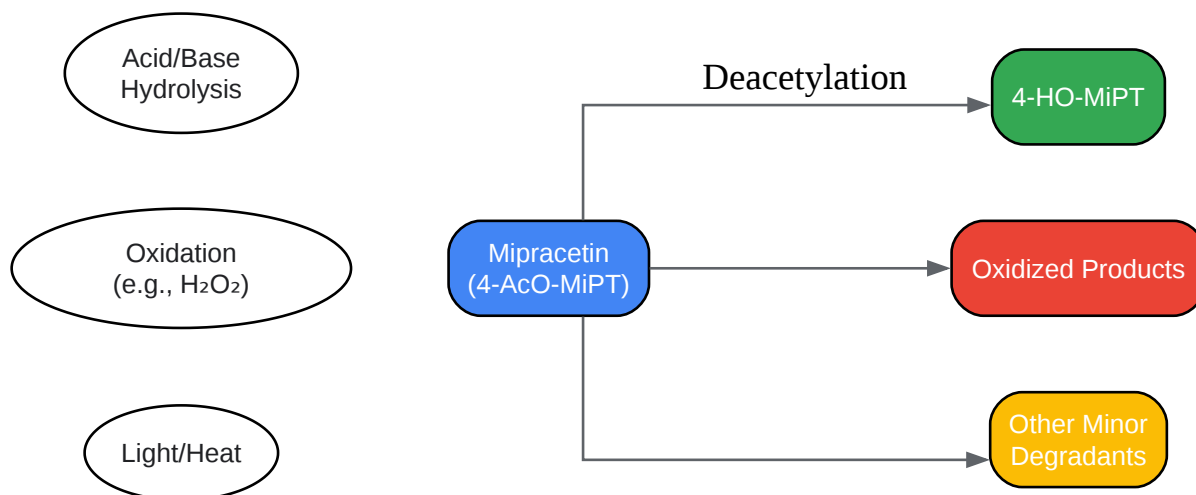 Acid/Base
Hydrolysis
Deacetylation
4-HO-MiPT
Oxidation
(e.g., H₂O₂)
Mipracetin
(4-AcO-MiPT)
Oxidized Products
Light/Heat
Other Minor
Degradants